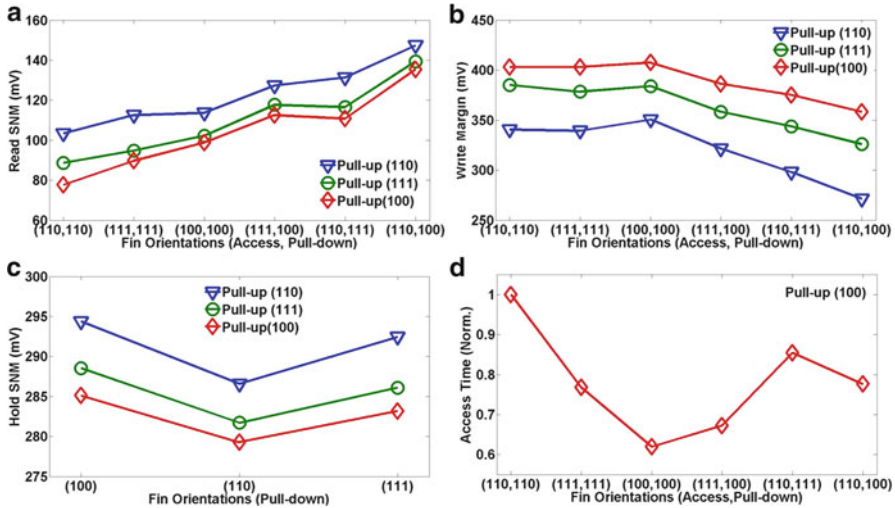 a
160
140
120
100
80
60
Read SNM (mV)
Pull-up (110)
Pull-up (111)
Pull-up(100)
(110,110) (111,111) (100,100) (111,100) (110,111) (110,100)
Fin Orientations (Access, Pull-down)
b
450
400
350
300
250
Write Margin (mV)
Pull-up (110)
Pull-up (111)
Pull-up(100)
(110,110) (111,111) (100,100) (111,100) (110,111) (110,100)
Fin Orientations (Access, Pull-down)
c
300
295
290
285
280
275
Hold SNM (mV)
Pull-up (110)
Pull-up (111)
Pull-up(100)
(100) (110) (111)
Fin Orientations (Pull-down)
d
1
0.9
0.8
0.7
0.6
Access Time (Norm.)
Pull-up (100)
(110,110) (111,111) (100,100) (111,100) (110,111) (110,100)
Fin Orientations (Access,Pull-down)